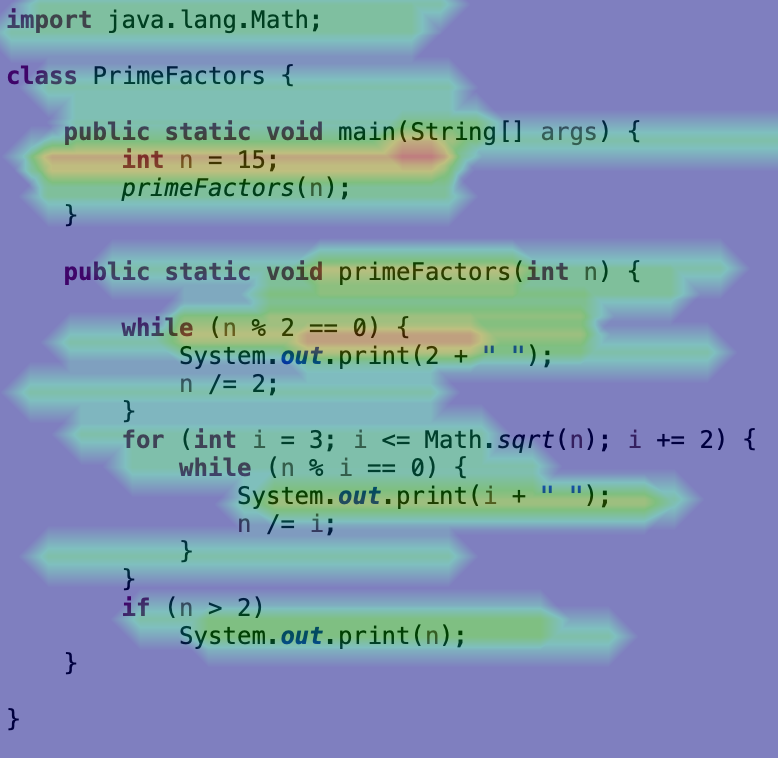 import java.lang.Math;
class PrimeFactors {
public static void main(String[] args) {
int n = 15;
primeFactors(n);
}
public static void primeFactors(int n) {
while (n % 2 == 0) {
System.out.print(2 + " ");
n /= 2;
}
for (int i = 3; i <= Math.sqrt(n); i += 2) {
while (n % i == 0) {
System.out.print(i + " ");
n /= i;
}
}
if (n > 2)
System.out.print(n);
}
}